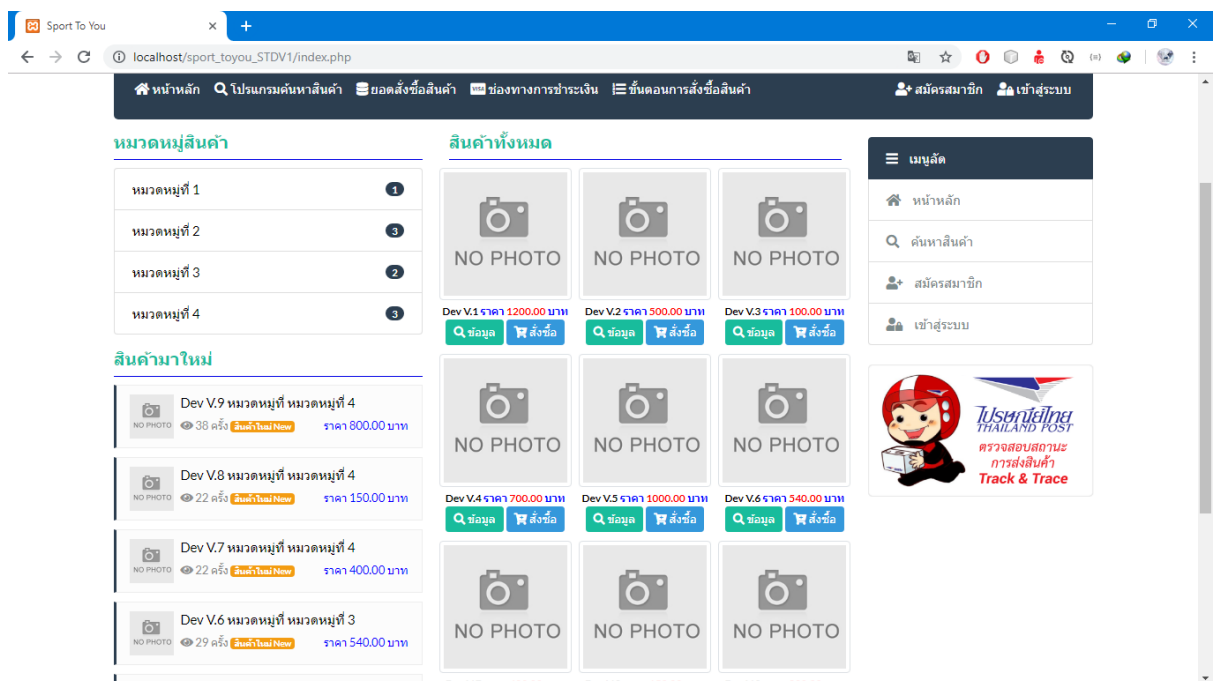 Sport To You
localhost/sport_toyou_STDV1/index.php
หน้าหลัก โปรแกรมค้นหาสินค้า ยอดสั่งซื้อสินค้า VISA ช่องทางการชำระเงิน ขั้นตอนการสั่งซื้อสินค้า สมัครสมาชิก เข้าสู่ระบบ
หมวดหมู่สินค้า
หมวดหมู่ที่ 1 1
หมวดหมู่ที่ 2 3
หมวดหมู่ที่ 3 2
หมวดหมู่ที่ 4 3
สินค้ามาใหม่
NO PHOTO
Dev V.9 หมวดหมู่ที่ หมวดหมู่ที่ 4
38 ครั้ง สินค้าใหม่ New ราคา 800.00 บาท
NO PHOTO
Dev V.8 หมวดหมู่ที่ หมวดหมู่ที่ 4
22 ครั้ง สินค้าใหม่ New ราคา 150.00 บาท
NO PHOTO
Dev V.7 หมวดหมู่ที่ หมวดหมู่ที่ 4
22 ครั้ง สินค้าใหม่ New ราคา 400.00 บาท
NO PHOTO
Dev V.6 หมวดหมู่ที่ หมวดหมู่ที่ 3
29 ครั้ง สินค้าใหม่ New ราคา 540.00 บาท
สินค้าทั้งหมด
NO PHOTO NO PHOTO NO PHOTO
Dev V.1 ราคา 1200.00 บาท Dev V.2 ราคา 500.00 บาท Dev V.3 ราคา 100.00 บาท
ข้อมูล สั่งซื้อ ข้อมูล สั่งซื้อ ข้อมูล สั่งซื้อ
NO PHOTO NO PHOTO NO PHOTO
Dev V.4 ราคา 700.00 บาท Dev V.5 ราคา 1000.00 บาท Dev V.6 ราคา 540.00 บาท
ข้อมูล สั่งซื้อ ข้อมูล สั่งซื้อ ข้อมูล สั่งซื้อ
NO PHOTO NO PHOTO NO PHOTO
เมนูลัด
หน้าหลัก
ค้นหาสินค้า
สมัครสมาชิก
เข้าสู่ระบบ
ไปรษณีย์ไทย
THAILAND POST
ตรวจสอบสถานะ
การส่งสินค้า
Track & Trace